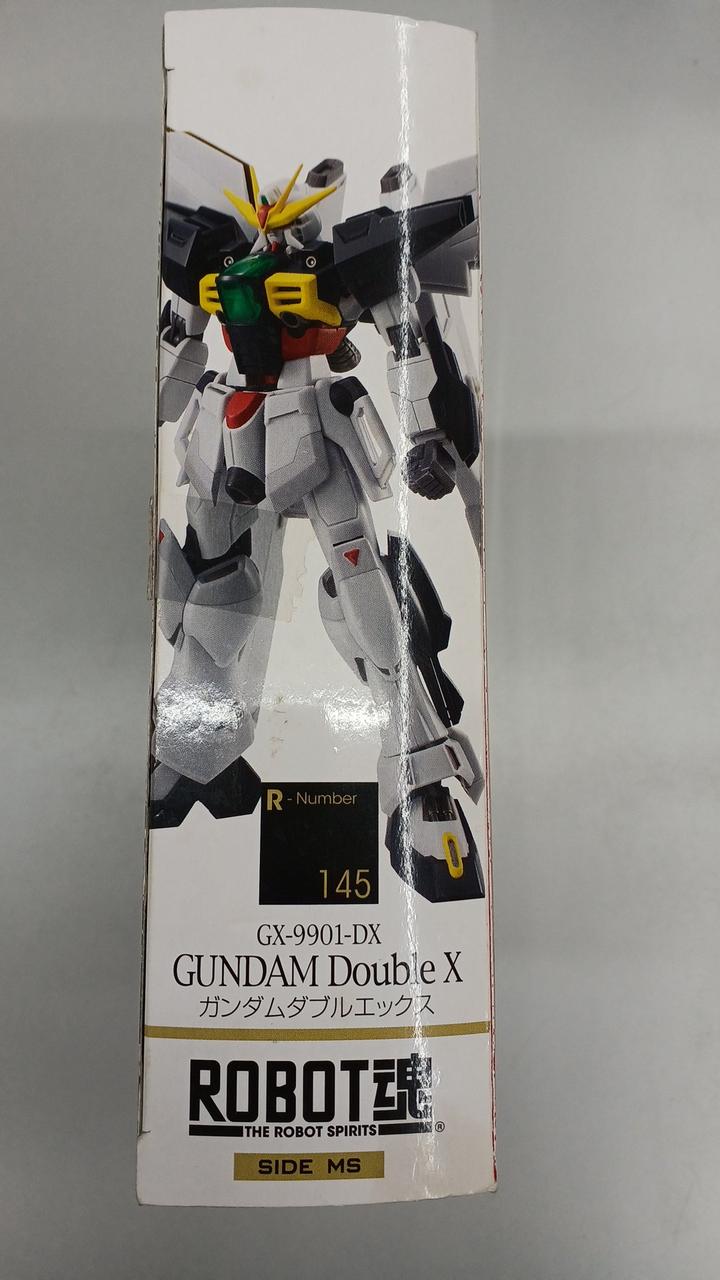 R - Number
145
GX-9901-DX
GUNDAM Double X
ガンダムダブルエックス
ROBOT魂
THE ROBOT SPIRITS®
SIDE MS